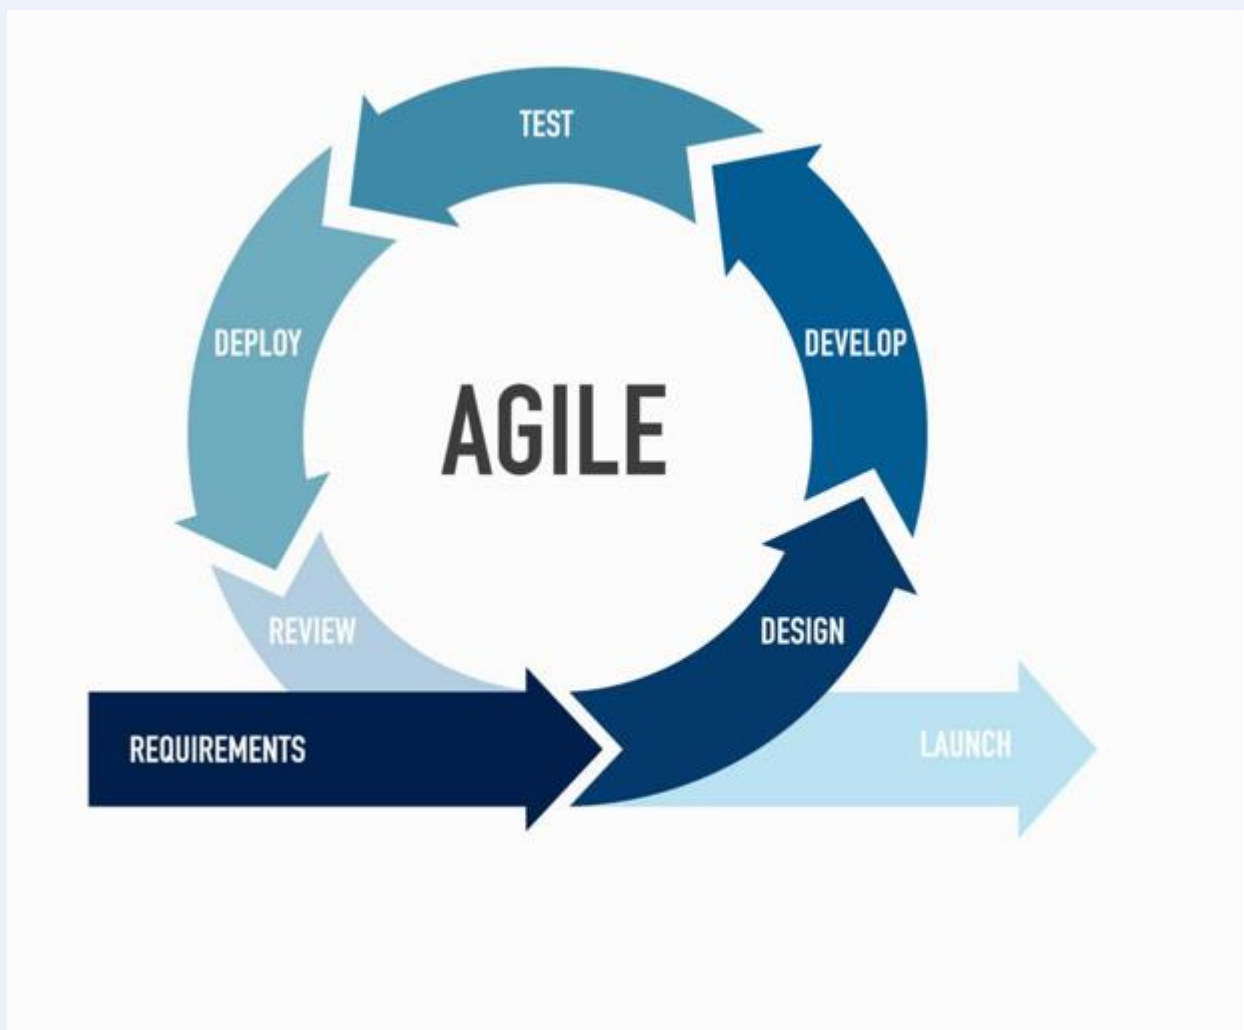 TEST
DEPLOY
DEVELOP
AGILE
REVIEW
DESIGN
REQUIREMENTS
LAUNCH